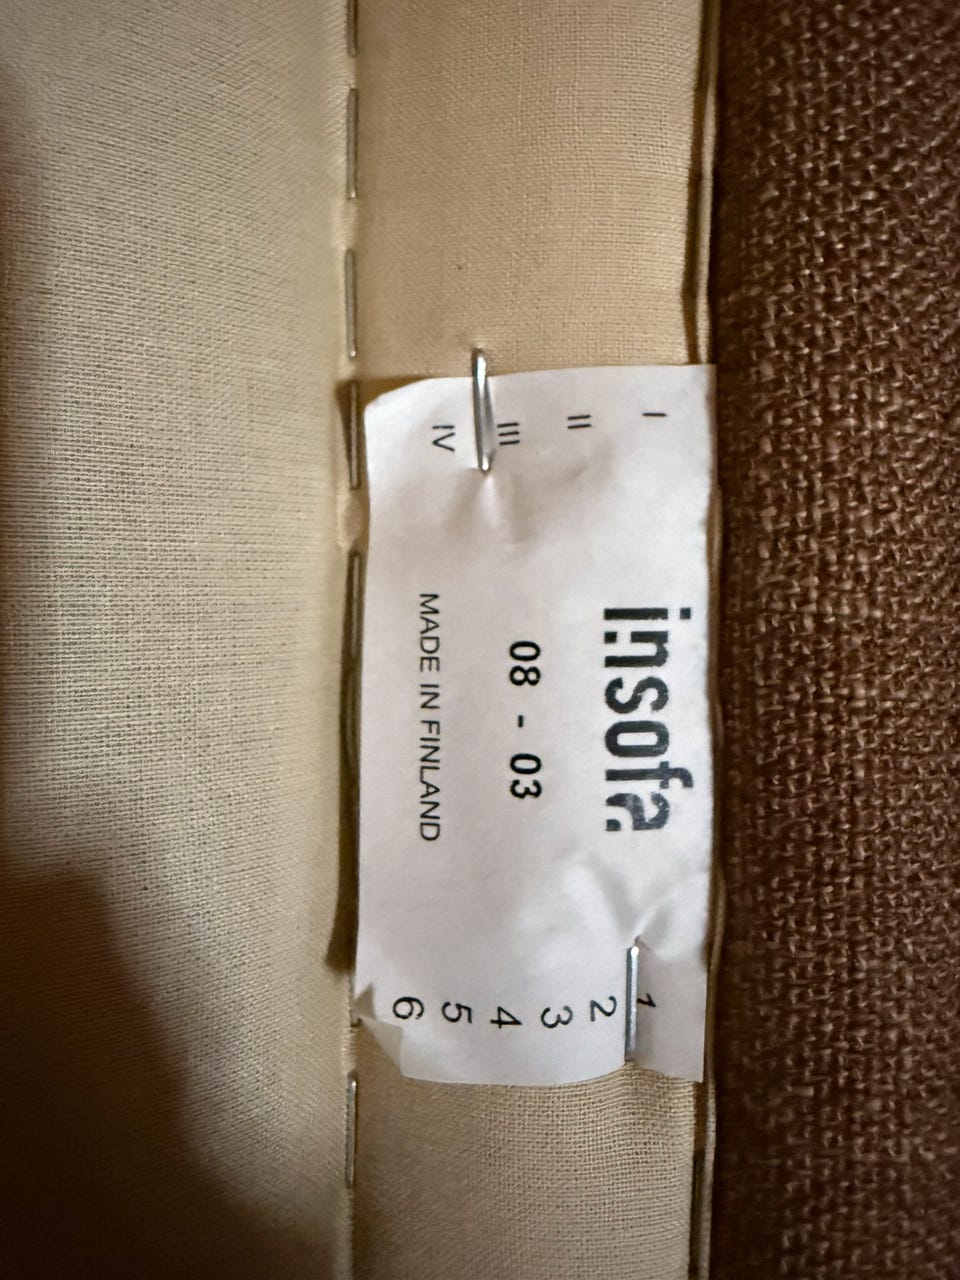 I
II
III
IV
insofa
08 - 03
MADE IN FINLAND
1
2
3
4
5
6